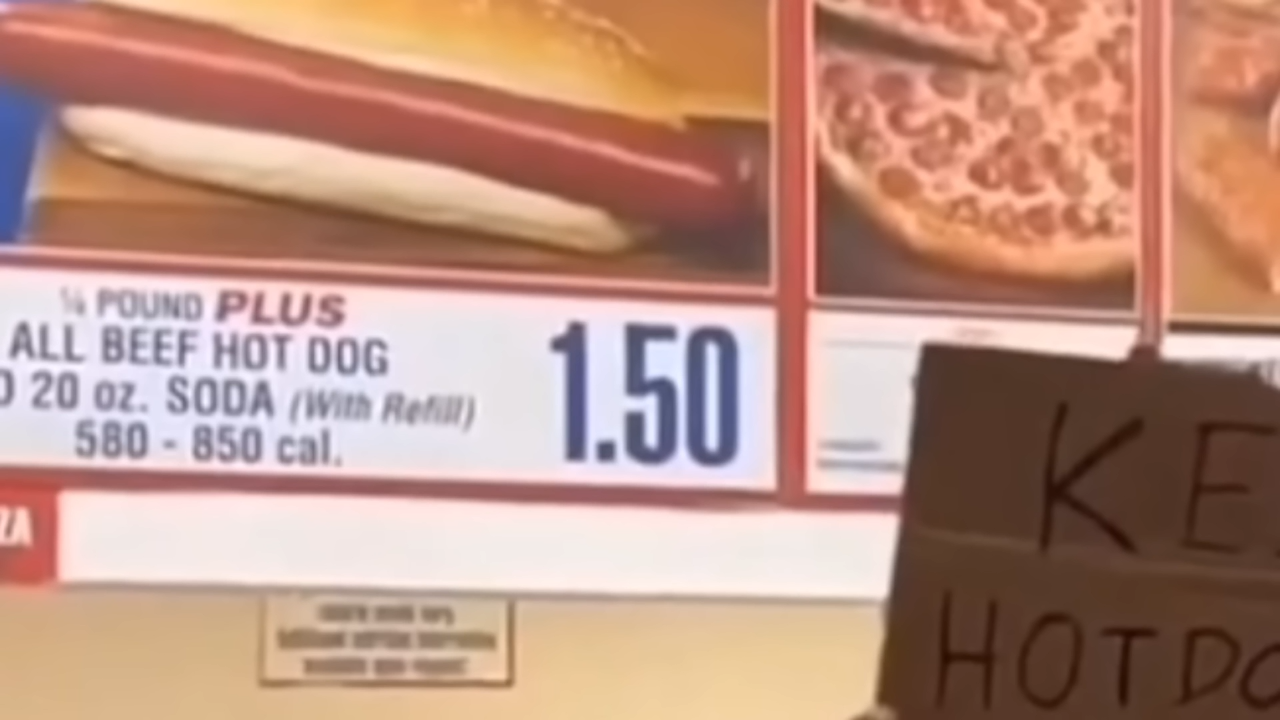 ¼ POUND PLUS
ALL BEEF HOT DOG
20 oz. SODA (With Refill)
580 - 850 cal.
1.50
ZA
KE
HOTDO